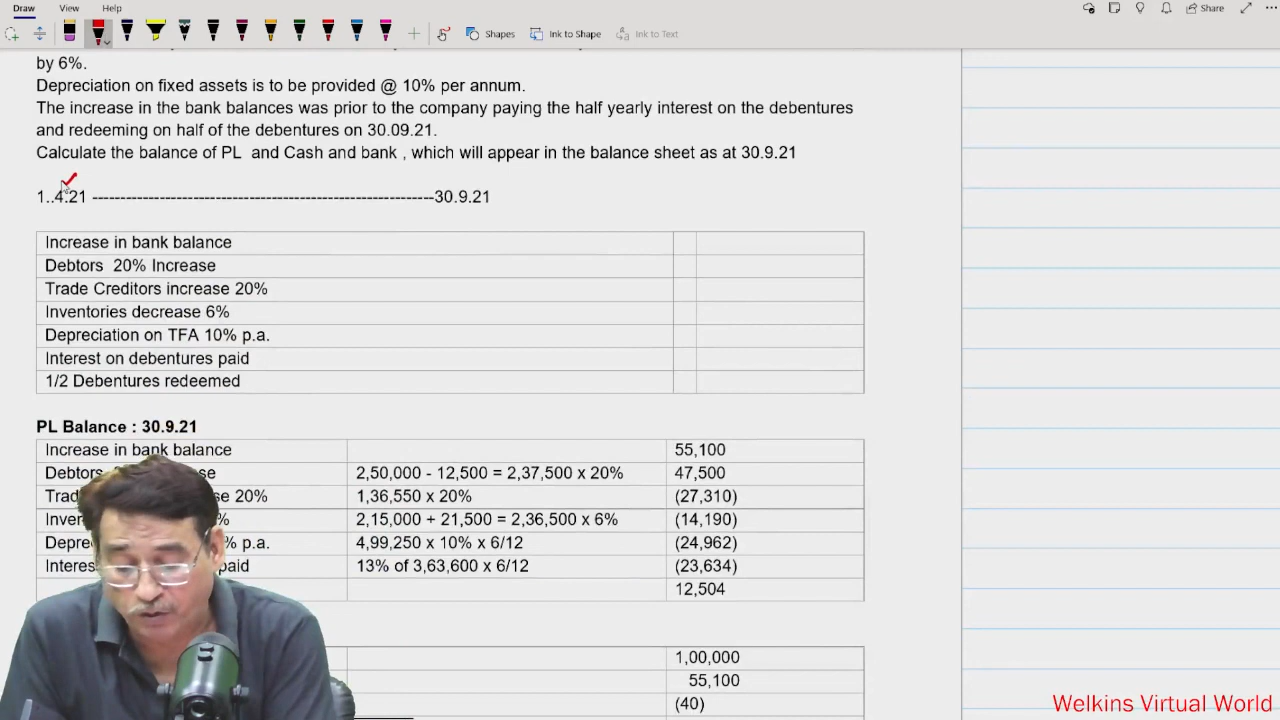 Draw View Help
Shapes Ink to Shape Ink to Text Share
by 6%.
Depreciation on fixed assets is to be provided @ 10% per annum.
The increase in the bank balances was prior to the company paying the half yearly interest on the debentures
and redeeming on half of the debentures on 30.09.21.
Calculate the balance of PL and Cash and bank , which will appear in the balance sheet as at 30.9.21
1..4.21 ----------------------------------------------------------------------30.9.21
Increase in bank balance
Debtors 20% Increase
Trade Creditors increase 20%
Inventories decrease 6%
Depreciation on TFA 10% p.a.
Interest on debentures paid
1/2 Debentures redeemed
PL Balance : 30.9.21
Increase in bank balance 55,100
Debtors 2,50,000 - 12,500 = 2,37,500 x 20% 47,500
e 20% 1,36,550 x 20% (27,310)
2,15,000 + 21,500 = 2,36,500 x 6% (14,190)
% p.a. 4,99,250 x 10% x 6/12 (24,962)
paid 13% of 3,63,600 x 6/12 (23,634)
12,504
1,00,000
55,100
(40)
Welkins Virtual World